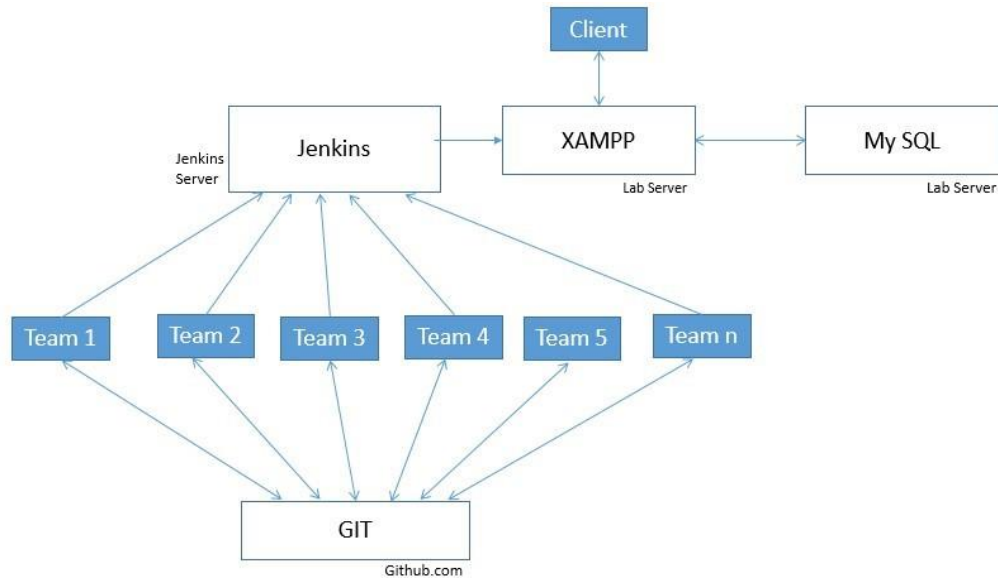 Client
Jenkins
Server
Jenkins
XAMPP
Lab Server
My SQL
Lab Server
Team 1
Team 2
Team 3
Team 4
Team 5
Team n
GIT
Github.com